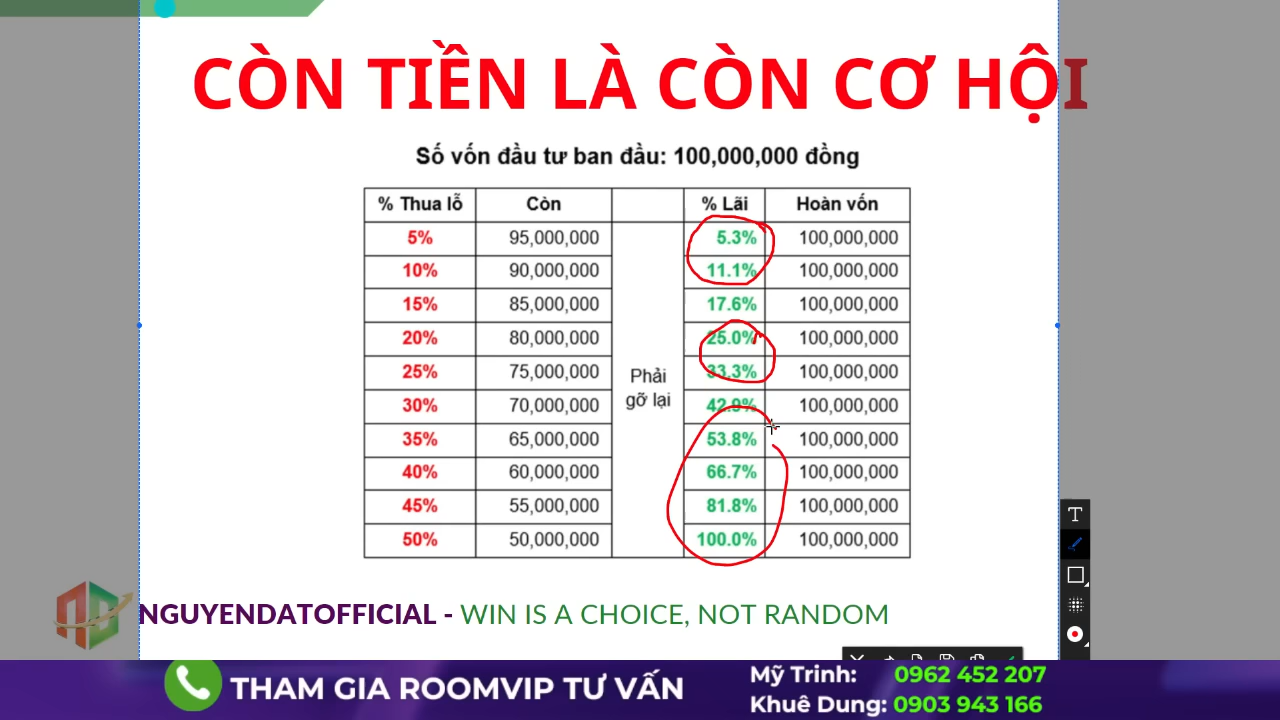 CÒN TIỀN LÀ CÒN CƠ HỘI
Số vốn đầu tư ban đầu: 100,000,000 đồng
% Thua lỗ Còn % Lãi Hoàn vốn
5% 95,000,000 5.3% 100,000,000
10% 90,000,000 11.1% 100,000,000
15% 85,000,000 17.6% 100,000,000
20% 80,000,000 25.0% 100,000,000
25% 75,000,000 33.3% 100,000,000
Phải
gỡ lại
30% 70,000,000 42.9% 100,000,000
35% 65,000,000 53.8% 100,000,000
40% 60,000,000 66.7% 100,000,000
45% 55,000,000 81.8% 100,000,000
50% 50,000,000 100.0% 100,000,000
NGUYENDATOFFICIAL - WIN IS A CHOICE, NOT RANDOM
THAM GIA ROOMVIP TƯ VẤN
Mỹ Trinh: 0962 452 207
Khuê Dung: 0903 943 166
T